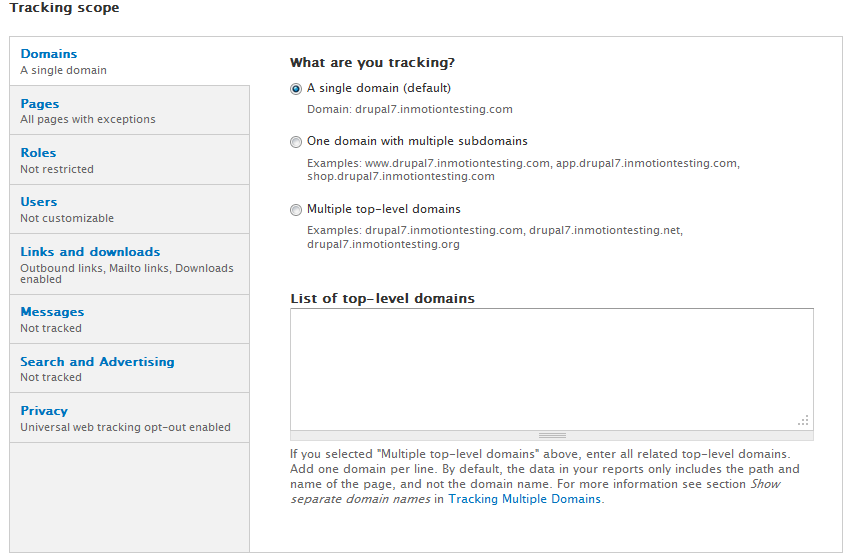 Tracking scope
Domains
A single domain
Pages
All pages with exceptions
Roles
Not restricted
Users
Not customizable
Links and downloads
Outbound links, Mailto links, Downloads
enabled
Messages
Not tracked
Search and Advertising
Not tracked
Privacy
Universal web tracking opt-out enabled
What are you tracking?
A single domain (default)
Domain: drupal7.inmotiontesting.com
One domain with multiple subdomains
Examples: www.drupal7.inmotiontesting.com, app.drupal7.inmotiontesting.com,
shop.drupal7.inmotiontesting.com
Multiple top-level domains
Examples: drupal7.inmotiontesting.com, drupal7.inmotiontesting.net,
drupal7.inmotiontesting.org
List of top-level domains
If you selected "Multiple top-level domains" above, enter all related top-level domains.
Add one domain per line. By default, the data in your reports only includes the path and
name of the page, and not the domain name. For more information see section Show
separate domain names in Tracking Multiple Domains.